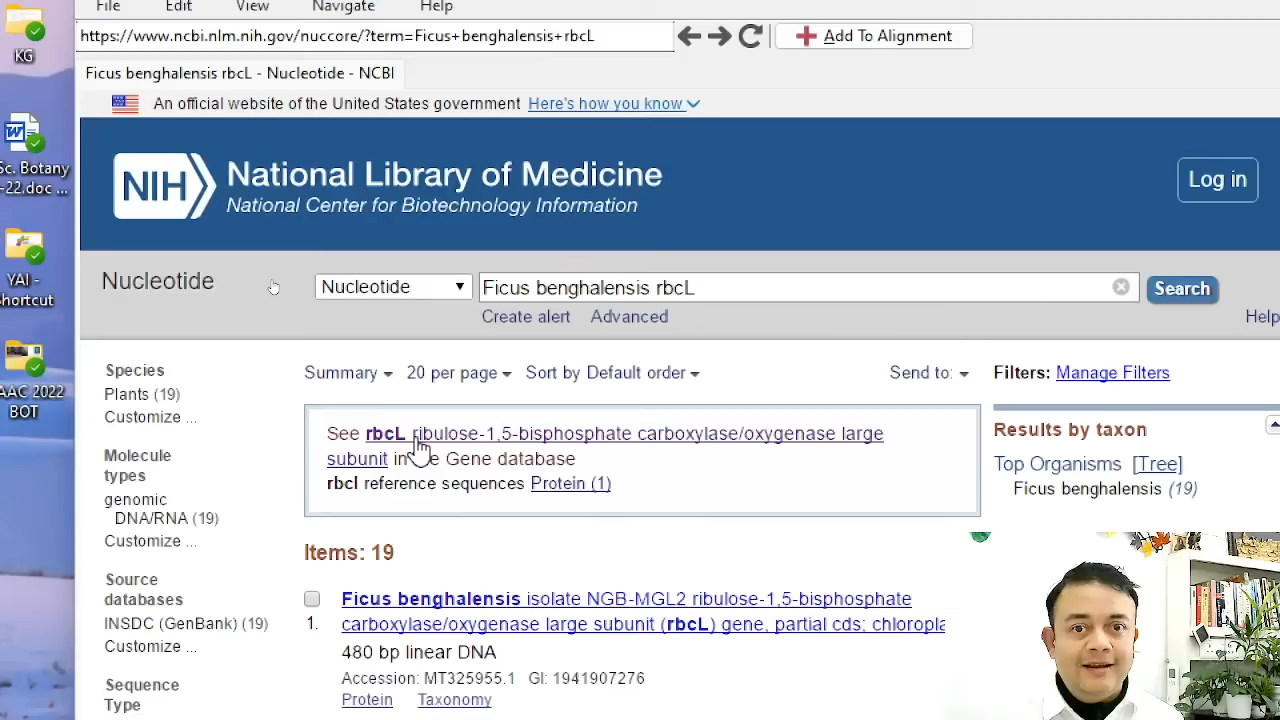 File Edit View Navigate Help
KG
https://www.ncbi.nlm.nih.gov/nuccore/?term=Ficus+benghalensis+rbcL
Add To Alignment
Ficus benghalensis rbcL - Nucleotide - NCBI
An official website of the United States government Here's how you know
NIH National Library of Medicine
National Center for Biotechnology Information
Log in
Sc. Botany
-22.doc ...
YAI -
Shortcut
AAC 2022
BOT
Nucleotide
Nucleotide Ficus benghalensis rbcL Search
Create alert Advanced
Help
Species
Plants (19)
Customize ...
Molecule
types
genomic
DNA/RNA (19)
Customize ...
Source
databases
INSDC (GenBank) (19)
Customize ...
Sequence
Type
Summary 20 per page Sort by Default order Send to:
See rbcL ribulose-1,5-bisphosphate carboxylase/oxygenase large
subunit in Gene database
rbcl reference sequences Protein (1)
Items: 19
Ficus benghalensis isolate NGB-MGL2 ribulose-1,5-bisphosphate
1. carboxylase/oxygenase large subunit (rbcL) gene, partial cds; chloropla
480 bp linear DNA
Accession: MT325955.1 GI: 1941907276
Protein Taxonomy
Filters: Manage Filters
Results by taxon
Top Organisms [Tree]
Ficus benghalensis (19)